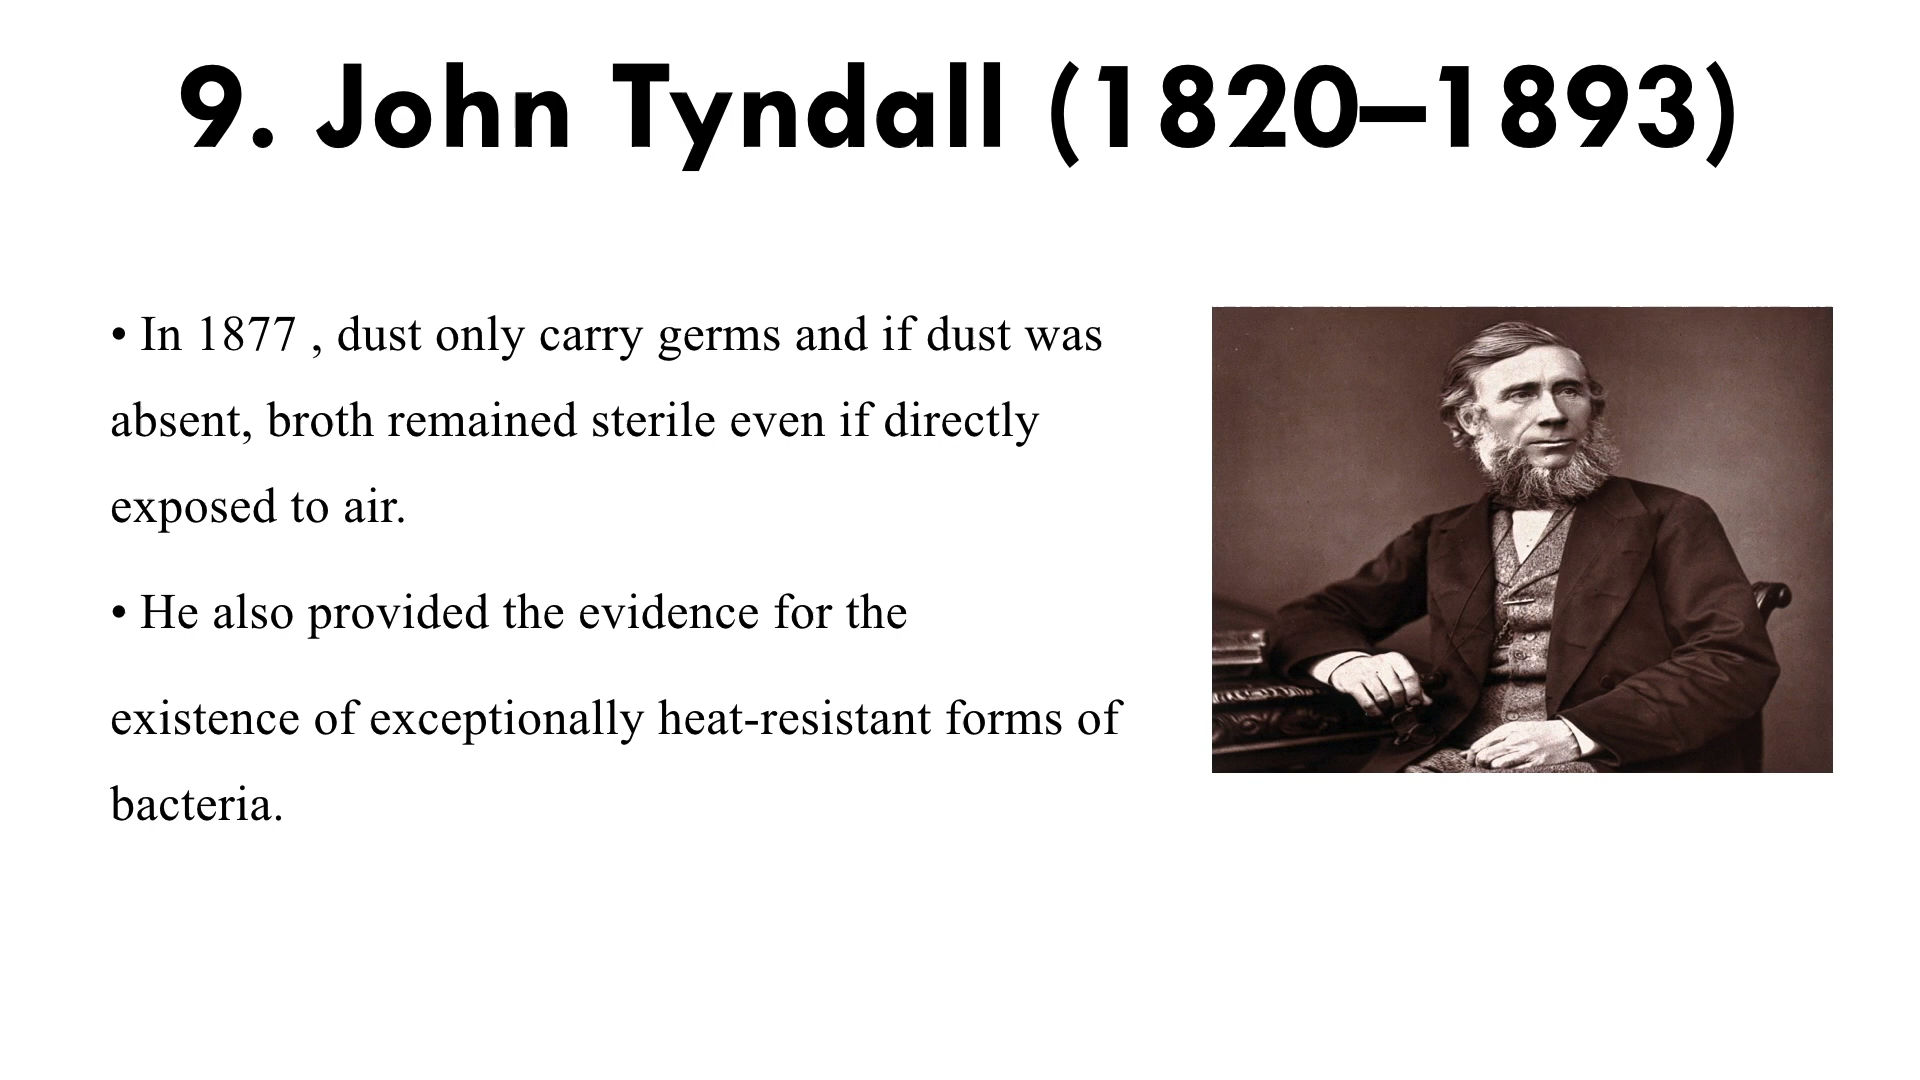 9. John Tyndall (1820–1893)
• In 1877 , dust only carry germs and if dust was
absent, broth remained sterile even if directly
exposed to air.
• He also provided the evidence for the
existence of exceptionally heat-resistant forms of
bacteria.